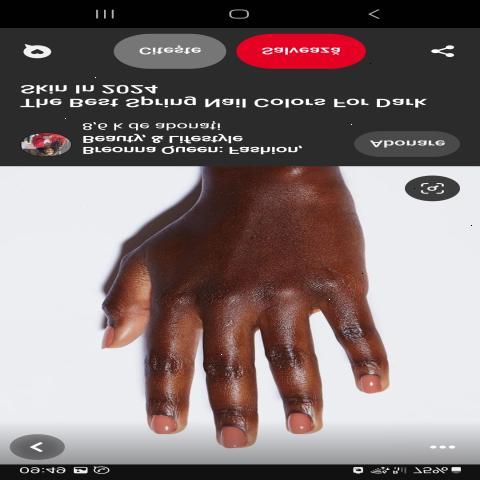 09:49
75%
Breonna Queen: Fashion,
Beauty, & Lifestyle
8,6 k de abonați
Abonare
The Best Spring Nail Colors For Dark
Skin In 2024
Citește
Salvează